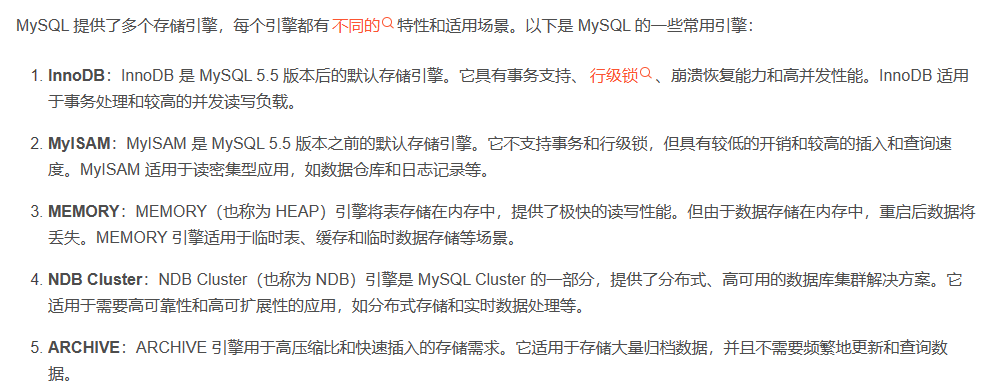 MySQL 提供了多个存储引擎，每个引擎都有 不同的 特性和适用场景。以下是 MySQL 的一些常用引擎：
1. InnoDB：InnoDB 是 MySQL 5.5 版本后的默认存储引擎。它具有事务支持、 行级锁 、崩溃恢复能力和高并发性能。InnoDB 适用
于事务处理和较高的并发读写负载。
2. MyISAM：MyISAM 是 MySQL 5.5 版本之前的默认存储引擎。它不支持事务和行级锁，但具有较低的开销和较高的插入和查询速
度。MyISAM 适用于读密集型应用，如数据仓库和日志记录等。
3. MEMORY：MEMORY（也称为 HEAP）引擎将表存储在内存中，提供了极快的读写性能。但由于数据存储在内存中，重启后数据将
丢失。MEMORY 引擎适用于临时表、缓存和临时数据存储等场景。
4. NDB Cluster：NDB Cluster（也称为 NDB）引擎是 MySQL Cluster 的一部分，提供了分布式、高可用的数据库集群解决方案。它
适用于需要高可靠性和高可扩展性的应用，如分布式存储和实时数据处理等。
5. ARCHIVE：ARCHIVE 引擎用于高压缩比和快速插入的存储需求。它适用于存储大量归档数据，并且不需要频繁地更新和查询数
据。